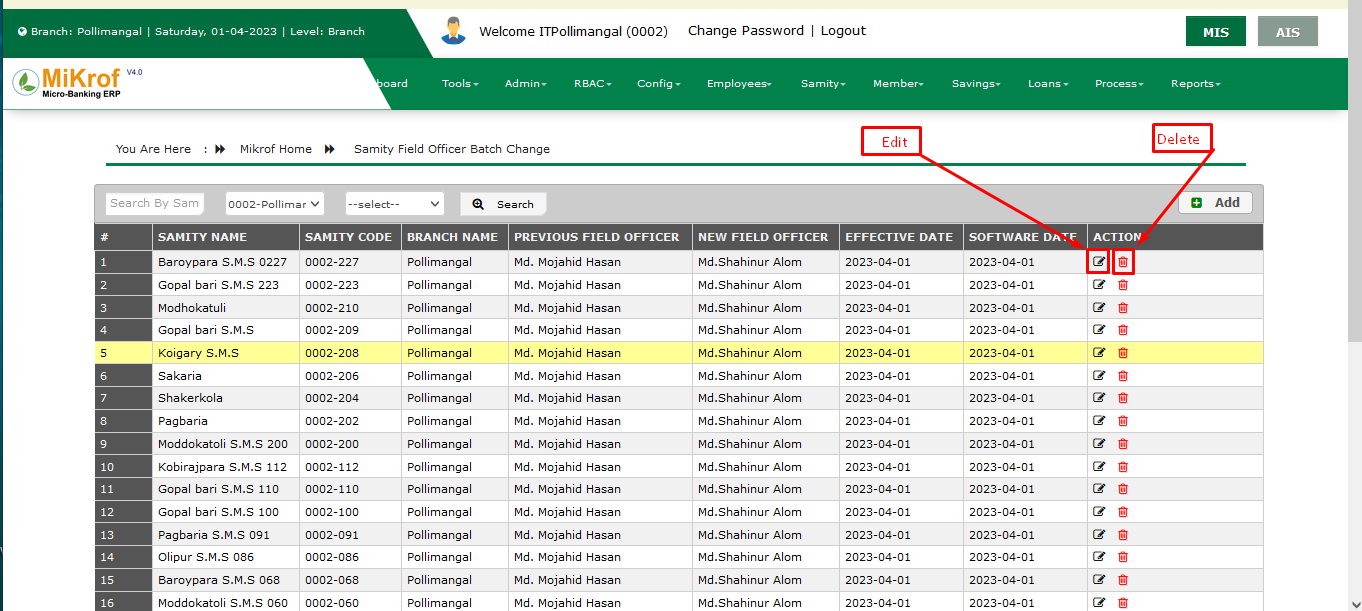 Branch: Pollimangal | Saturday, 01-04-2023 | Level: Branch
Welcome ITPollimangal (0002) Change Password | Logout
MIS AIS
MiKrof V4.0
Micro-Banking ERP
board Tools Admin RBAC Config Employees Samity Member Savings Loans Process Reports
Edit Delete
You Are Here : Mikrof Home Samity Field Officer Batch Change
Search By Sam 0002-Pollimar --select-- Search Add
# SAMITY NAME SAMITY CODE BRANCH NAME PREVIOUS FIELD OFFICER NEW FIELD OFFICER EFFECTIVE DATE SOFTWARE DATE ACTION
1 Baroypara S.M.S 0227 0002-227 Pollimangal Md. Mojahid Hasan Md.Shahinur Alom 2023-04-01 2023-04-01
2 Gopal bari S.M.S 223 0002-223 Pollimangal Md. Mojahid Hasan Md.Shahinur Alom 2023-04-01 2023-04-01
3 Modhokatuli 0002-210 Pollimangal Md. Mojahid Hasan Md.Shahinur Alom 2023-04-01 2023-04-01
4 Gopal bari S.M.S 0002-209 Pollimangal Md. Mojahid Hasan Md.Shahinur Alom 2023-04-01 2023-04-01
5 Koigary S.M.S 0002-208 Pollimangal Md. Mojahid Hasan Md.Shahinur Alom 2023-04-01 2023-04-01
6 Sakaria 0002-206 Pollimangal Md. Mojahid Hasan Md.Shahinur Alom 2023-04-01 2023-04-01
7 Shakerkola 0002-204 Pollimangal Md. Mojahid Hasan Md.Shahinur Alom 2023-04-01 2023-04-01
8 Pagbaria 0002-202 Pollimangal Md. Mojahid Hasan Md.Shahinur Alom 2023-04-01 2023-04-01
9 Moddokatoli S.M.S 200 0002-200 Pollimangal Md. Mojahid Hasan Md.Shahinur Alom 2023-04-01 2023-04-01
10 Kobirajpara S.M.S 112 0002-112 Pollimangal Md. Mojahid Hasan Md.Shahinur Alom 2023-04-01 2023-04-01
11 Gopal bari S.M.S 110 0002-110 Pollimangal Md. Mojahid Hasan Md.Shahinur Alom 2023-04-01 2023-04-01
12 Gopal bari S.M.S 100 0002-100 Pollimangal Md. Mojahid Hasan Md.Shahinur Alom 2023-04-01 2023-04-01
13 Pagbaria S.M.S 091 0002-091 Pollimangal Md. Mojahid Hasan Md.Shahinur Alom 2023-04-01 2023-04-01
14 Olipur S.M.S 086 0002-086 Pollimangal Md. Mojahid Hasan Md.Shahinur Alom 2023-04-01 2023-04-01
15 Baroypara S.M.S 068 0002-068 Pollimangal Md. Mojahid Hasan Md.Shahinur Alom 2023-04-01 2023-04-01
16 Moddokatoli S.M.S 060 0002-060 Pollimangal Md. Mojahid Hasan Md.Shahinur Alom 2023-04-01 2023-04-01